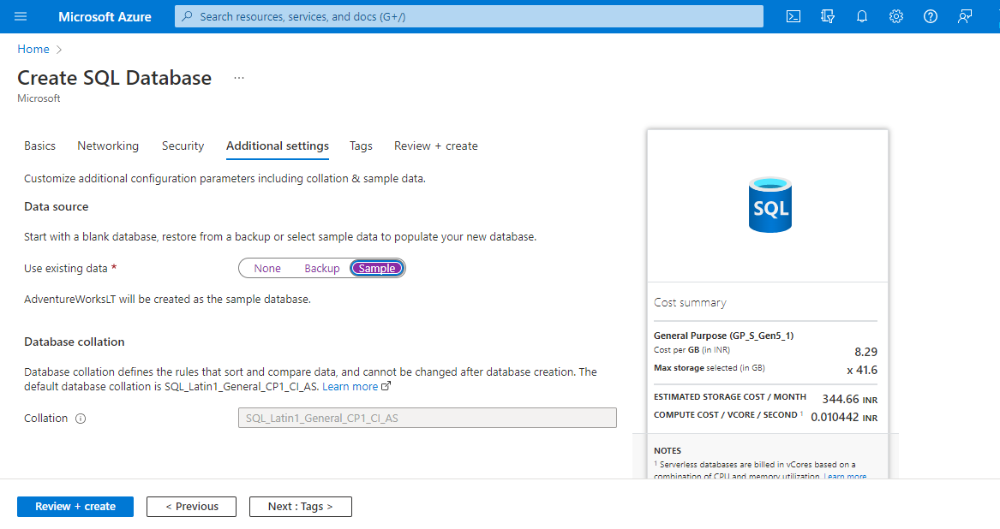 Microsoft Azure
Search resources, services, and docs (G+/)
Home >
Create SQL Database ...
Microsoft
Basics Networking Security Additional settings Tags Review + create
Customize additional configuration parameters including collation & sample data.
Data source
Start with a blank database, restore from a backup or select sample data to populate your new database.
Use existing data *
None Backup Sample
AdventureWorksLT will be created as the sample database.
Database collation
Database collation defines the rules that sort and compare data, and cannot be changed after database creation. The
default database collation is SQL_Latin1_General_CP1_CI_AS. Learn more
Collation
SQL_Latin1_General_CP1_CI_AS
SQL
Cost summary
General Purpose (GP_S_Gen5_1)
Cost per GB (in INR) 8.29
Max storage selected (in GB) x 41.6
ESTIMATED STORAGE COST / MONTH 344.66 INR
COMPUTE COST / VCORE / SECOND ¹ 0.010442 INR
NOTES
¹ Serverless databases are billed in vCores based on a
combination of CPU and memory utilization. Learn more
Review + create
< Previous
Next : Tags >